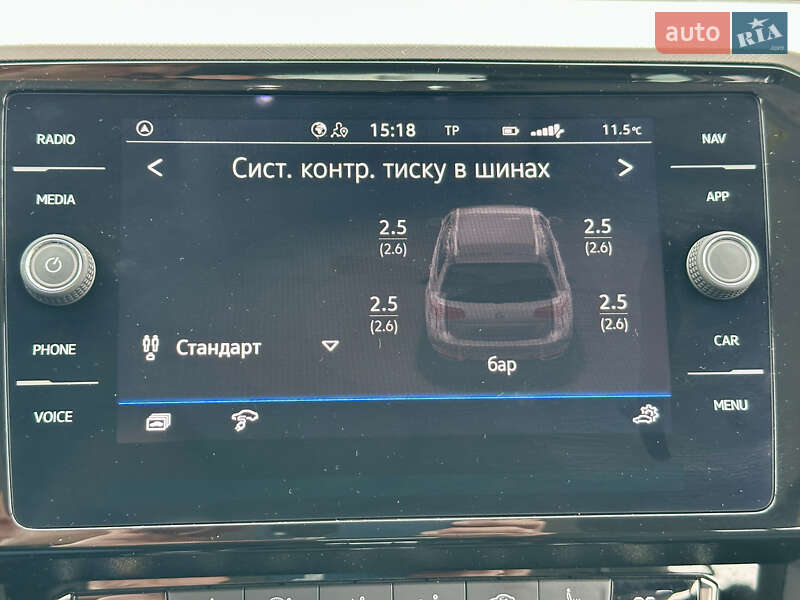 auto RIA.com
RADIO
MEDIA
PHONE
VOICE
15:18 TP 11.5°C
Сист. контр. тиску в шинах
2.5 2.5
(2.6) (2.6)
2.5 2.5
(2.6) (2.6)
Стандарт
бар
NAV
APP
CAR
MENU